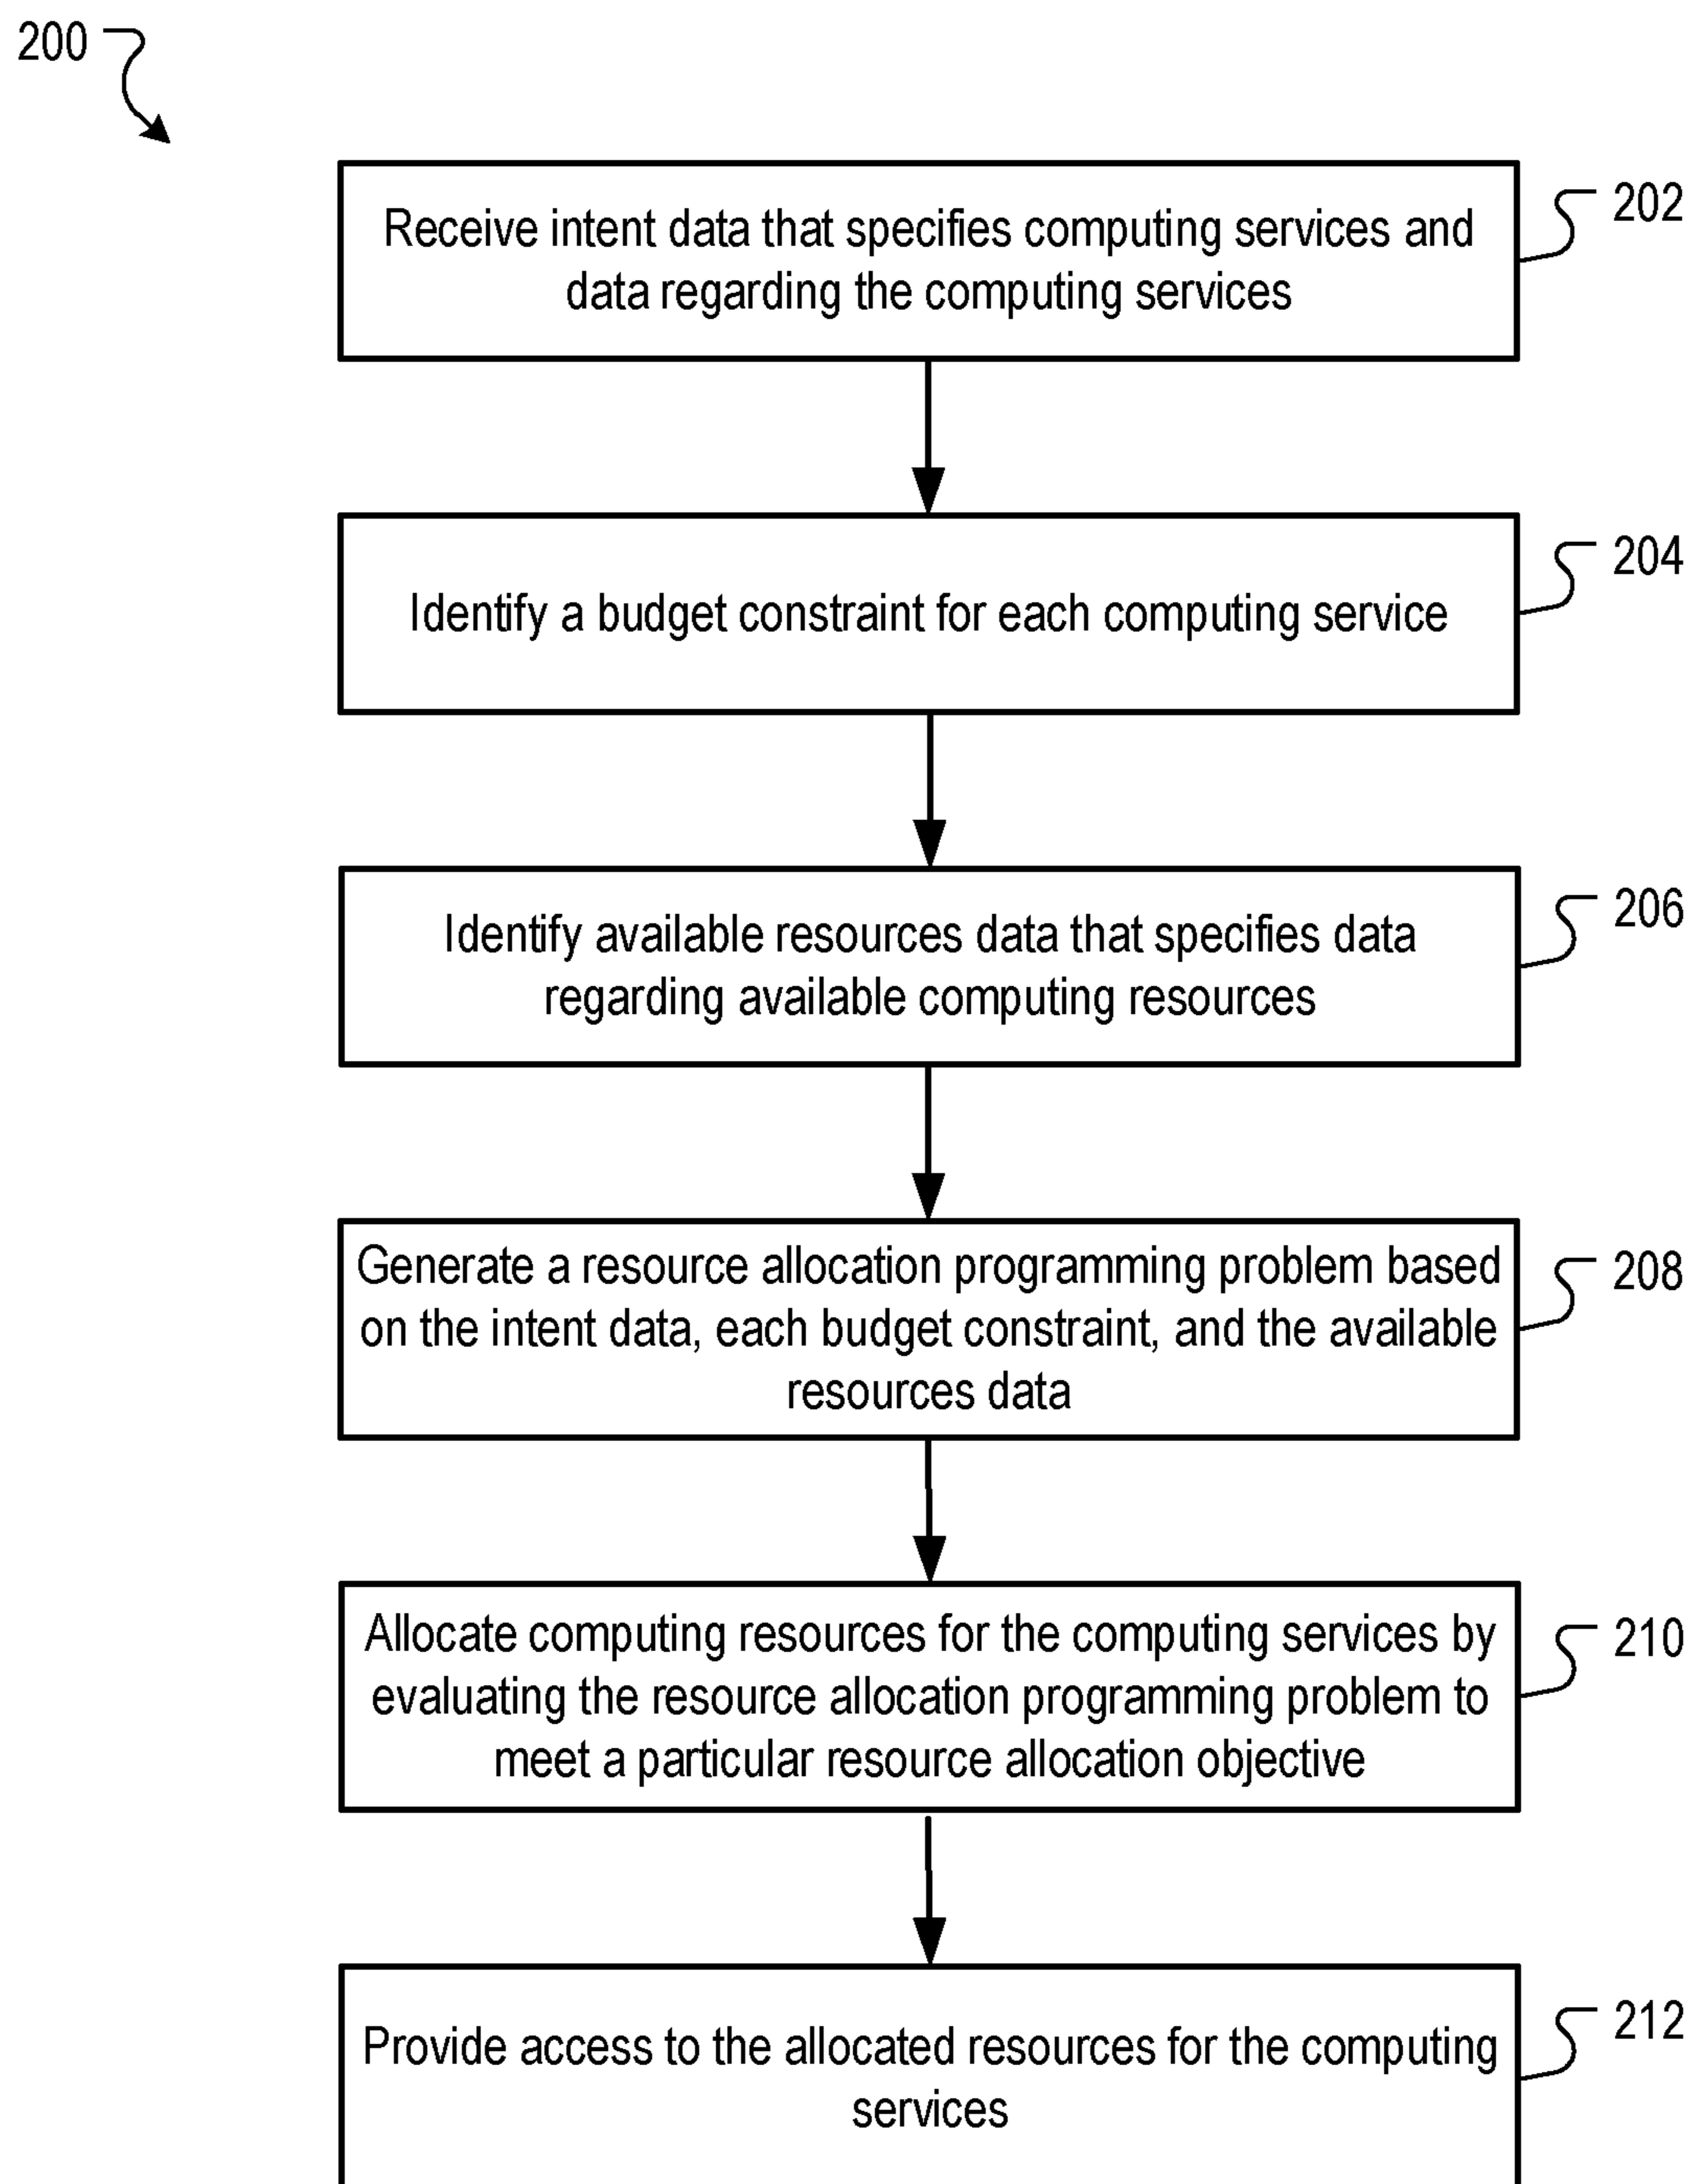 200
202
Receive intent data that specifies computing services and
data regarding the computing services
204
Identify a budget constraint for each computing service
206
Identify available resources data that specifies data
regarding available computing resources
208
Generate a resource allocation programming problem based
on the intent data, each budget constraint, and the available
resources data
210
Allocate computing resources for the computing services by
evaluating the resource allocation programming problem to
meet a particular resource allocation objective
212
Provide access to the allocated resources for the computing
services